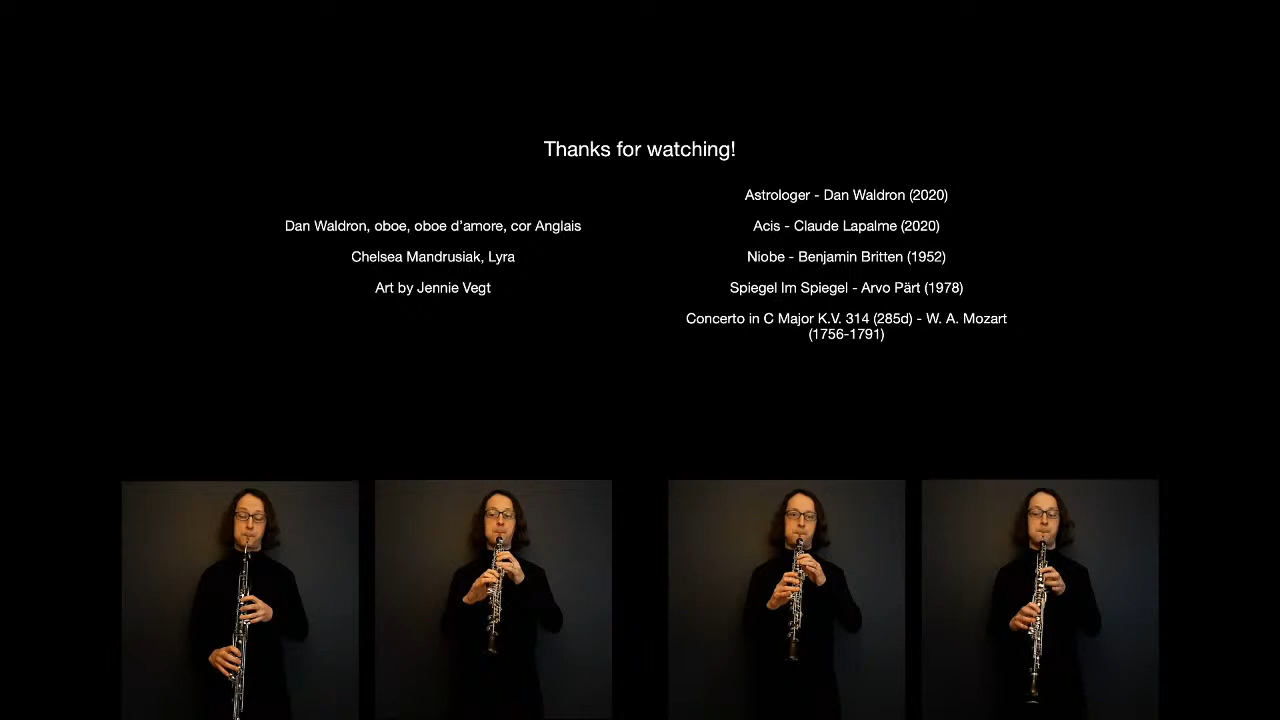 Thanks for watching!
Dan Waldron, oboe, oboe d’amore, cor Anglais
Chelsea Mandrusiak, Lyra
Art by Jennie Vegt
Astrologer - Dan Waldron (2020)
Acis - Claude Lapalme (2020)
Niobe - Benjamin Britten (1952)
Spiegel Im Spiegel - Arvo Pärt (1978)
Concerto in C Major K.V. 314 (285d) - W. A. Mozart
(1756-1791)